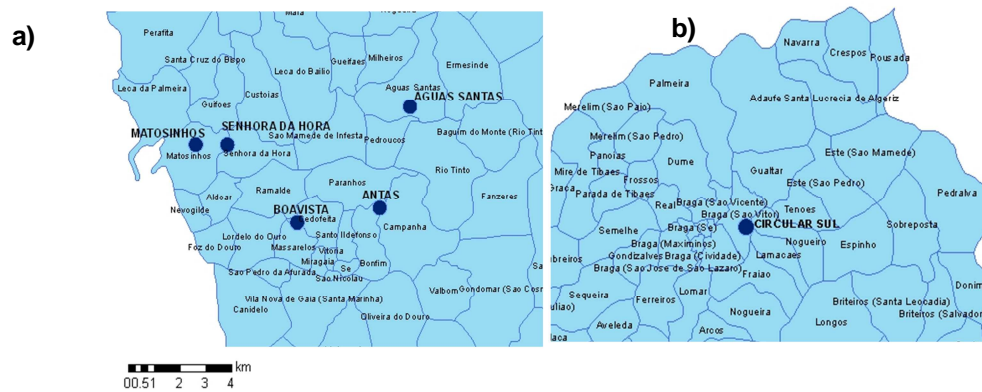 a)
Perafita
Santa Cruz do Bispo
Leca do Balio
Gueifaes
Milheiros
Ermesinde
Leca da Palmeira
Custoias
Aguas Santas
AGUAS SANTAS
Guifoes
MATOSINHOS
SENHORA DA HORA
Sao Mamede de Infesta
Pedroucos
Baguim do Monte (Rio Tint
Matosinhos
Senhora da Hora
Rio Tinto
Ramalde
Paranhos
Aldoar
ANTAS
Fanzeres
Nevogilde
BOAVISTA
Cedofeita
Campanha
Lordelo do Ouro
Santo Ildefonso
Foz do Douro
Massarelos
Vitoria
Miragaia
Bonfim
Se
Sao Pedro da Afurada
Sao Nicolau
Valbom
Gondomar (Sao Cosm
Vila Nova de Gaia (Santa Marinha)
Canidelo
Oliveira do Douro
00.51 2 3 4 km
b)
Navarra
Crespos
Pousada
Palmeira
Adaufe
Santa Lucrecia de Algeriz
Merelim (Sao Paio)
Merelim (Sao Pedro)
Panoias
Dume
Este (Sao Mamede)
Mire de Tibaes
Gualtar
Frossos
Este (Sao Pedro)
Pedralva
Graca
Parada de Tibaes
Real
Braga (Sao Vicente)
Tenoes
Braga (Sao Vitor)
Sobreposta
CIRCULAR SUL
Semelhe
Braga (Se)
Nogueiro
Espinho
Braga (Maximinos)
Lamacaes
Gondizalves
Braga (Cividade)
Braga (Sao Jose de Sao Lazaro)
Fraiao
Lomar
Donim
Sequeira
Ferreiros
Briteiros (Santa Leocadia)
Nogueira
Briteiros (Salvador
Aveleda
Arcos
Longos